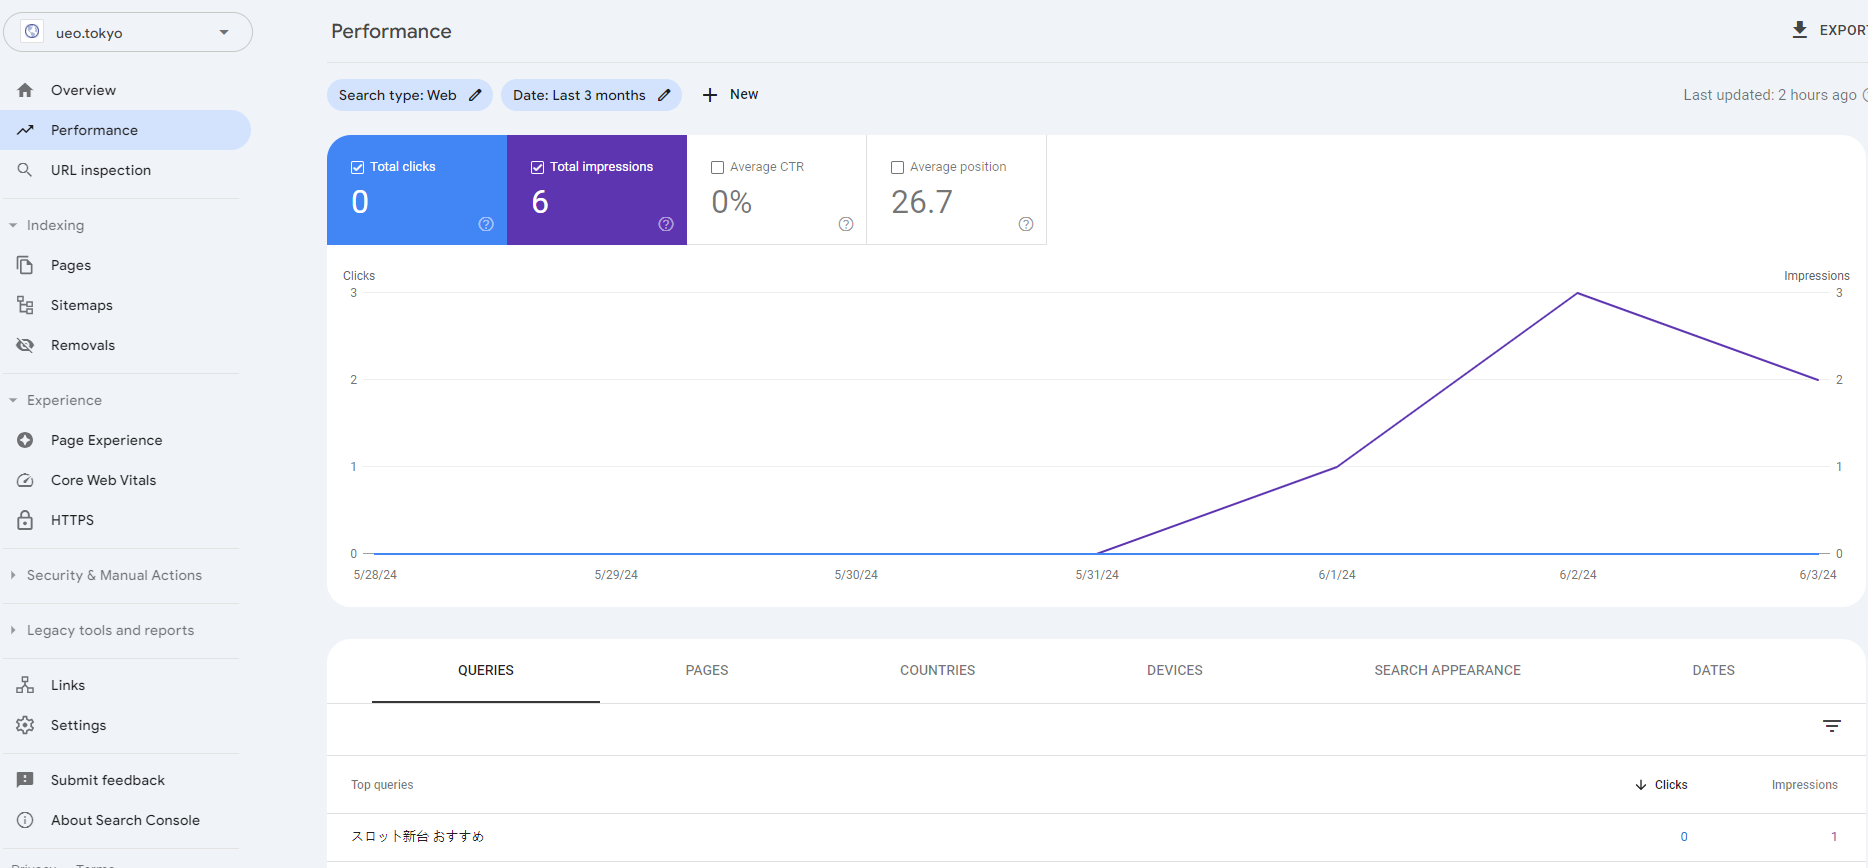 ueo.tokyo
Overview
Performance
URL inspection
Indexing
Pages
Sitemaps
Removals
Experience
Page Experience
Core Web Vitals
HTTPS
Security & Manual Actions
Legacy tools and reports
Links
Settings
Submit feedback
About Search Console
Performance
EXPOR
Search type: Web
Date: Last 3 months
New
Last updated: 2 hours ago
Total clicks
0
Total impressions
6
Average CTR
0%
Average position
26.7
Clicks
Impressions
3
3
2
2
1
1
0
0
5/28/24 5/29/24 5/30/24 5/31/24 6/1/24 6/2/24 6/3/24
QUERIES PAGES COUNTRIES DEVICES SEARCH APPEARANCE DATES
Top queries Clicks Impressions
スロット新台 おすすめ 0 1